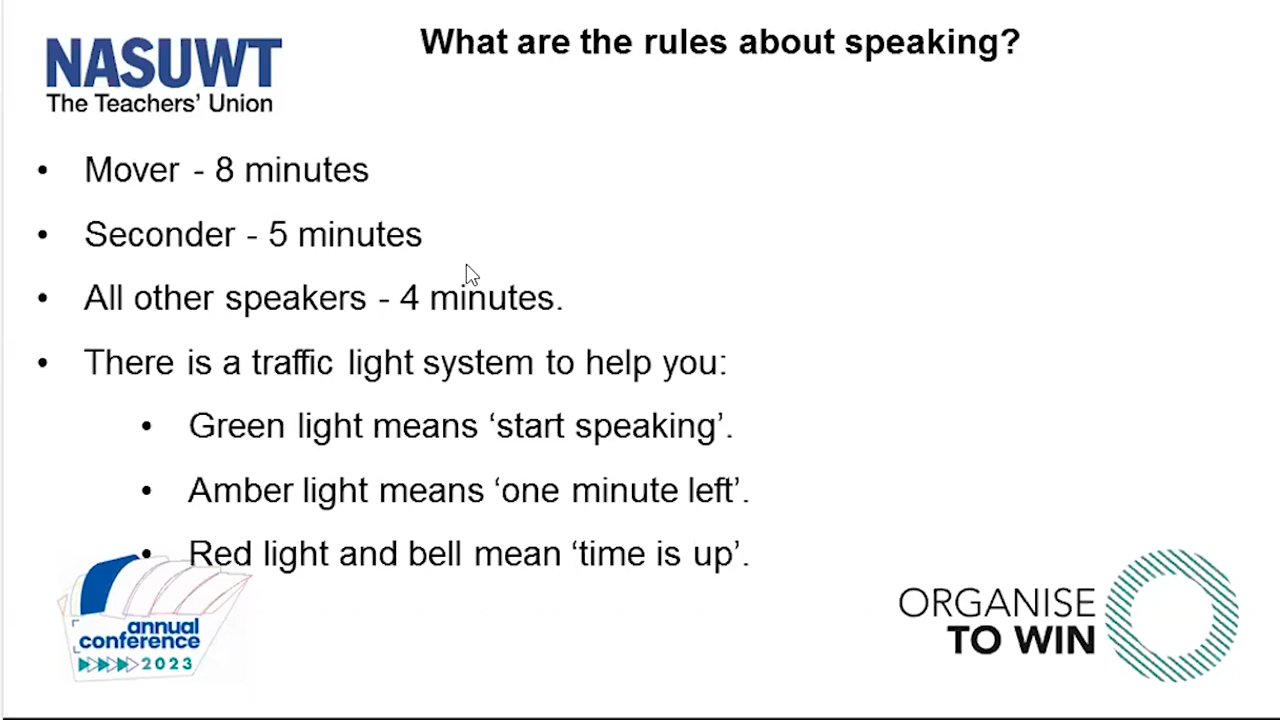 NASUWT
The Teachers’ Union
What are the rules about speaking?
• Mover - 8 minutes
• Seconder - 5 minutes
• All other speakers - 4 minutes.
• There is a traffic light system to help you:
• Green light means ‘start speaking’.
• Amber light means ‘one minute left’.
• Red light and bell mean ‘time is up’.
annual
conference
2023
ORGANISE
TO WIN